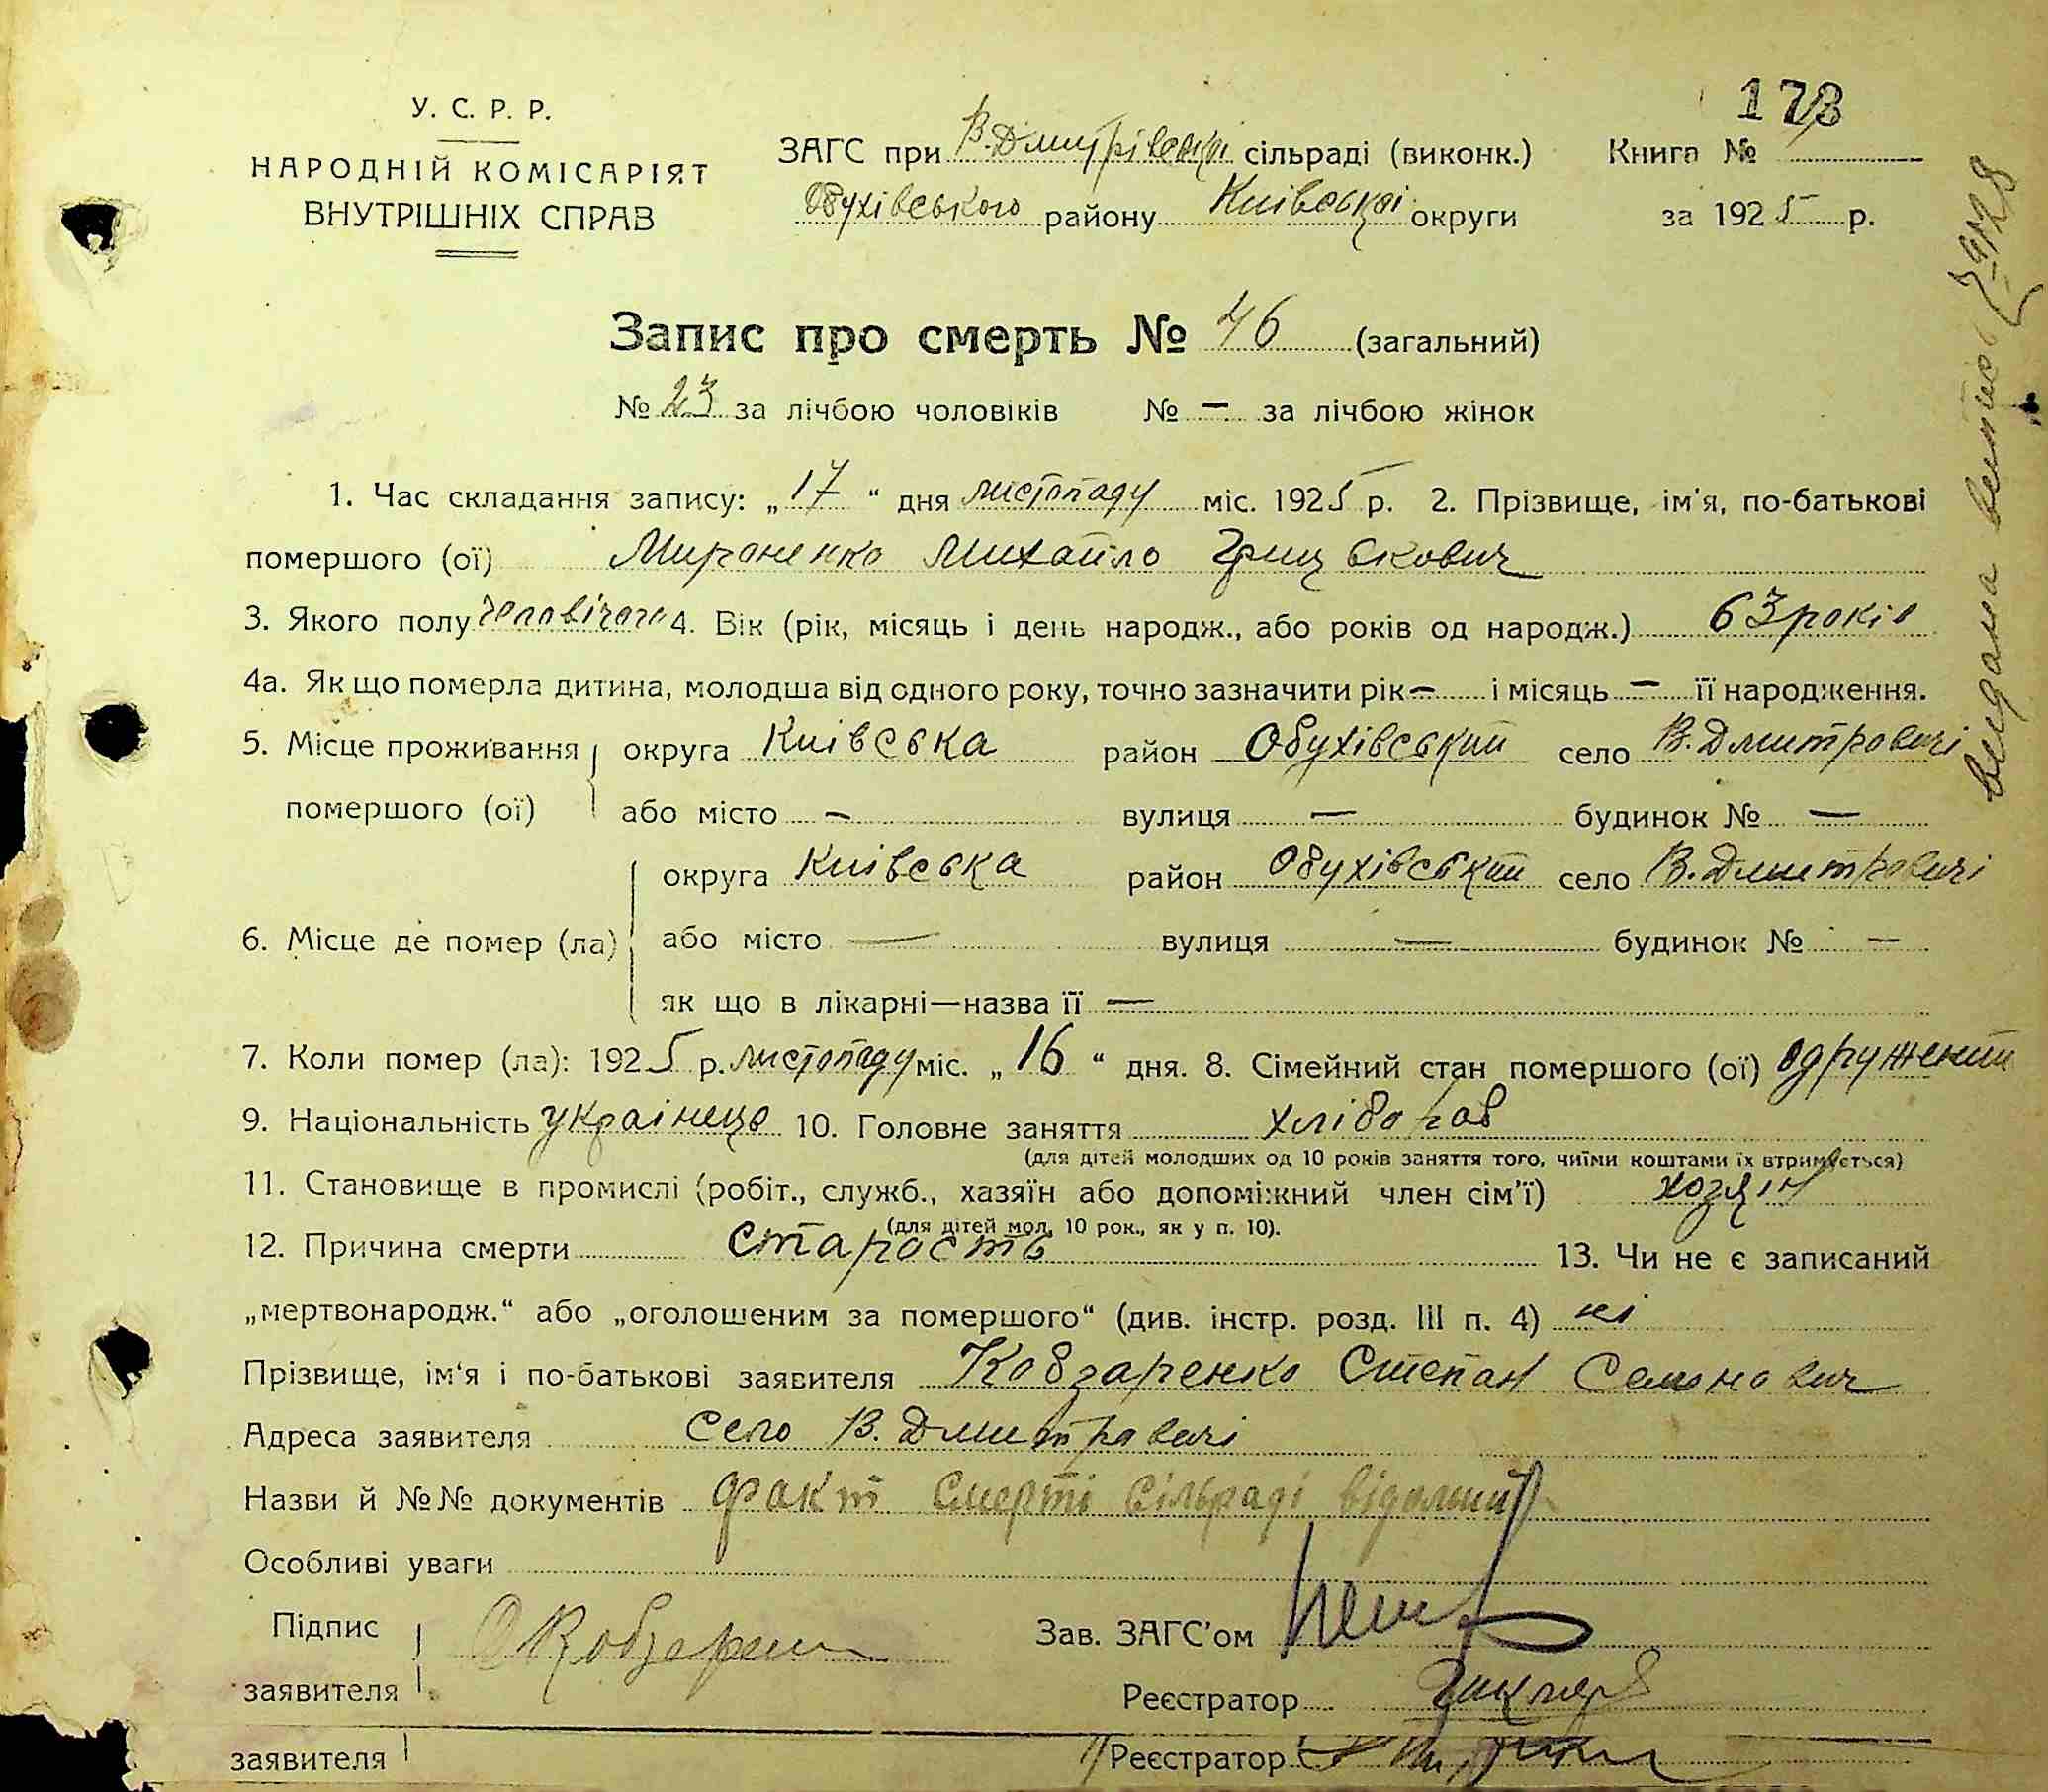 173
У. С. Р. Р.
НАРОДНІЙ КОМІСАРІЯТ
ВНУТРІШНІХ СПРАВ
ЗАГС при В.Дмитрівській сільраді (виконк.) Книга №
Обухівського району Київської округи за 1925 р.
Запис про смерть № 46 (загальний)
№ 23 за лічбою чоловіків № — за лічбою жінок
1. Час складання запису: „17“ дня листопаду міс. 1925 р. 2. Прізвище, ім'я, по-батькові
помершого (ої) Мироненко Михайло Грицькович
3. Якого полу чоловічого 4. Вік (рік, місяць і день народж., або років од народж.) 63 років
4а. Як що померла дитина, молодша від одного року, точно зазначити рік — і місяць — її народження.
5. Місце проживання округа Київська район Обухівський село В.Дмитровичі
помершого (ої) або місто — вулиця — будинок № —
округа Київська район Обухівський село В.Дмитровичі
6. Місце де помер (ла) або місто — вулиця — будинок № —
як що в лікарні—назва її —
7. Коли помер (ла): 1925 р. листопаду міс. „16“ дня. 8. Сімейний стан помершого (ої) одружений
9. Національність українець 10. Головне заняття хлібороб
(для дітей молодших од 10 років заняття того, чиїми коштами їх втримується)
11. Становище в промислі (робіт., служб., хазяїн або допоміжний член сім'ї) хозяін
(для дітей мол. 10 рок., як у п. 10).
12. Причина смерти старость 13. Чи не є записаний
„мертвонародж.“ або „оголошеним за помершого“ (див. інстр. розд. III п. 4) ні
Прізвище, ім'я і по-батькові заявителя Кобзаренко Степан Семенович
Адреса заявителя Село В. Дмитровичі
Назви й №№ документів факт смерті сільраді відомий
Особливі уваги
Підпис
заявителя
Зав. ЗАГС'ом
Реєстратор
заявителя Реєстратор
видана